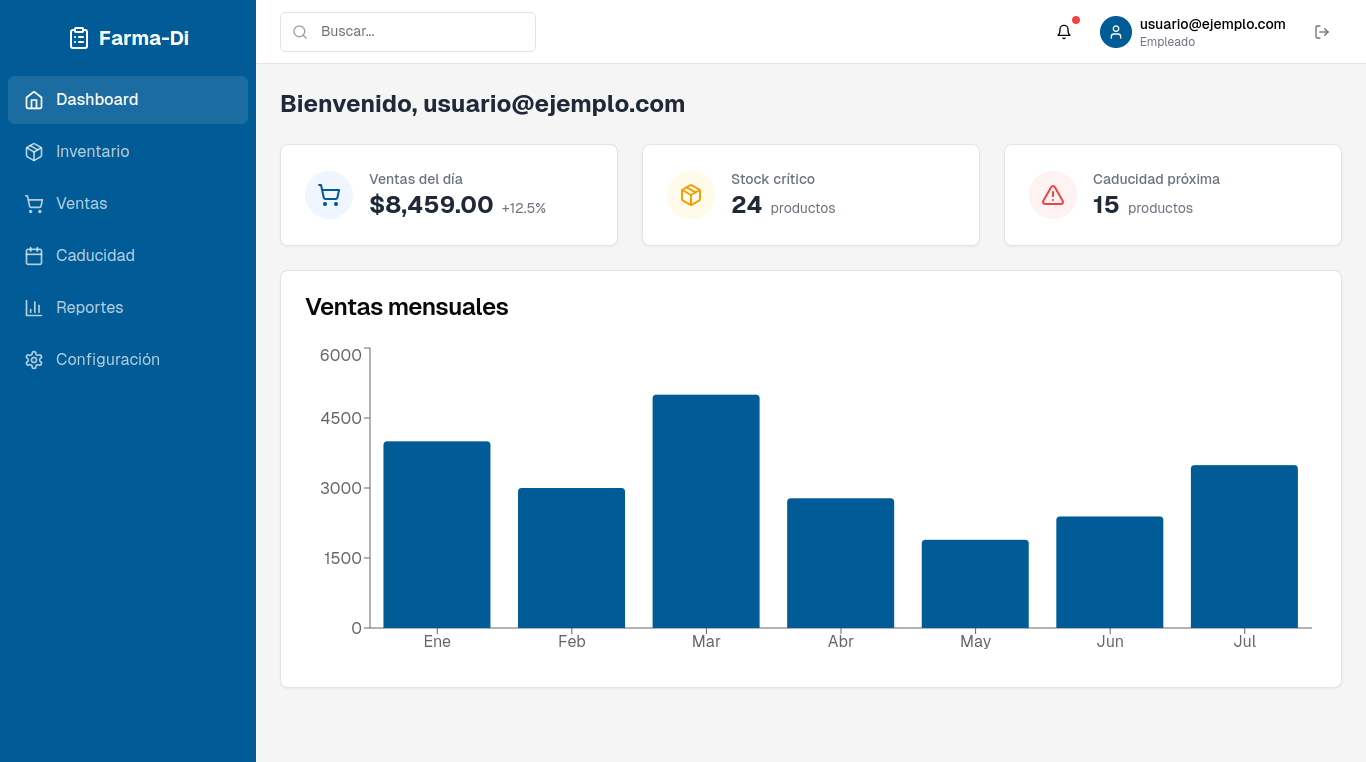 Farma-Di
Dashboard
Inventario
Ventas
Caducidad
Reportes
Configuración
Buscar...
usuario@ejemplo.com
Empleado
Bienvenido, usuario@ejemplo.com
Ventas del día
$8,459.00 +12.5%
Stock crítico
24 productos
Caducidad próxima
15 productos
Ventas mensuales
6000
4500
3000
1500
0
Ene Feb Mar Abr May Jun Jul